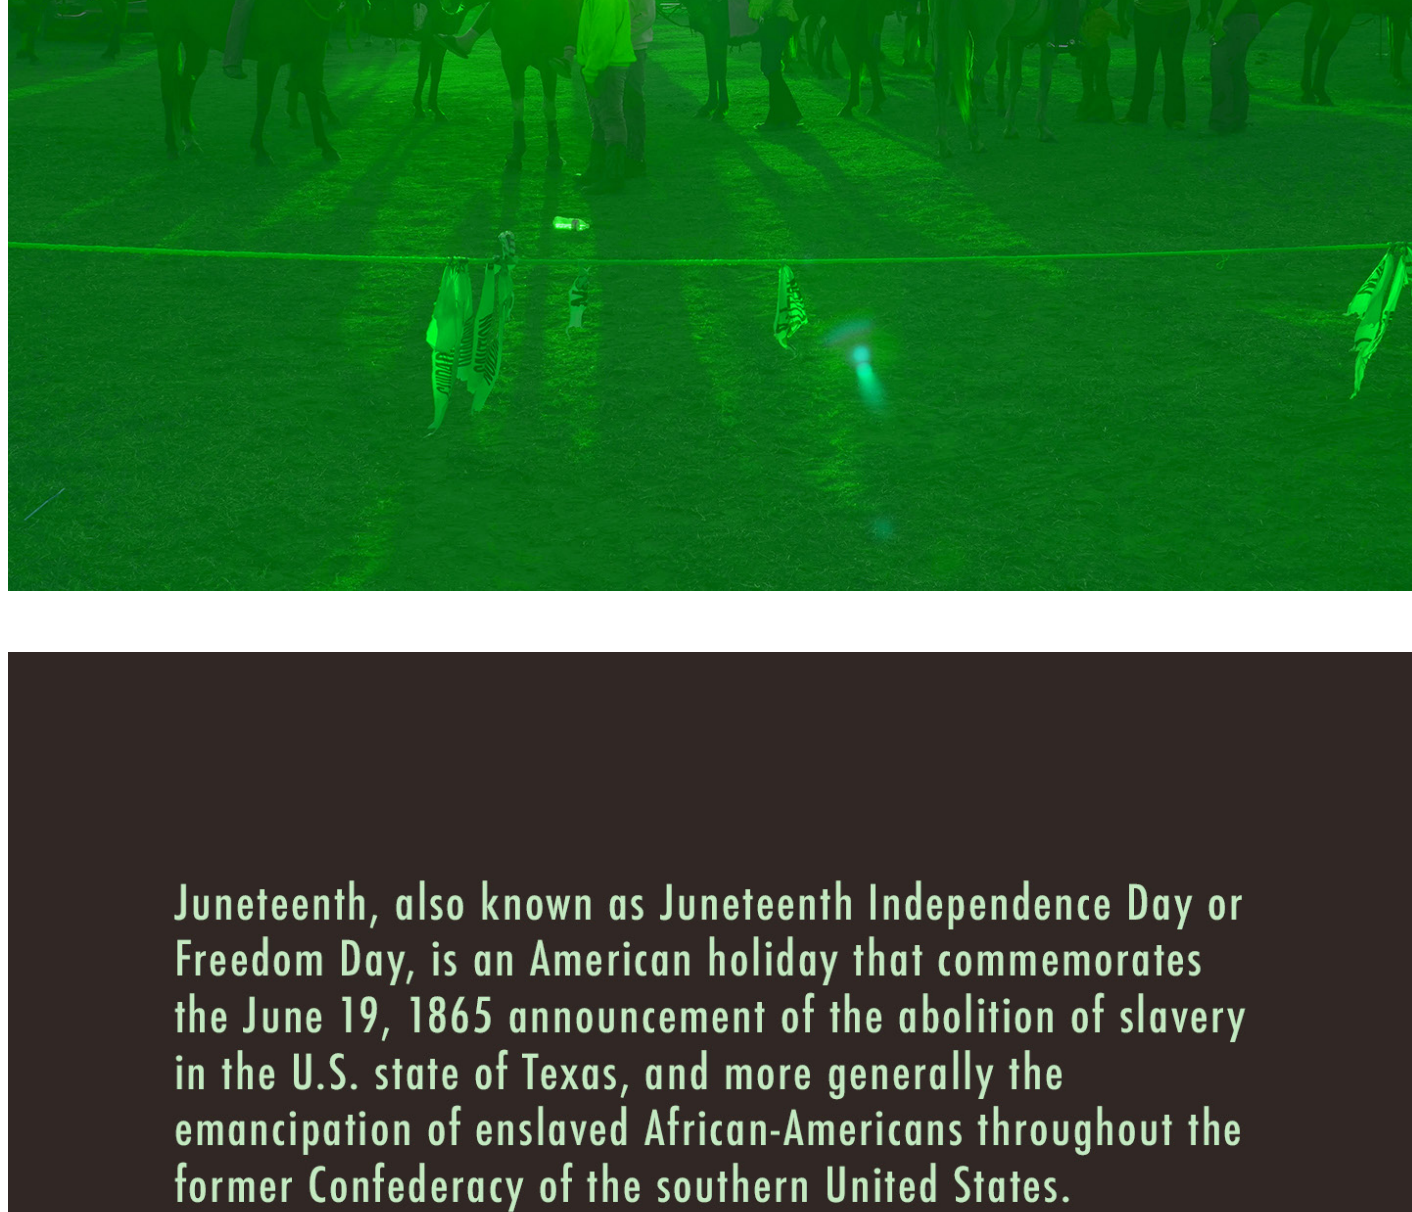 Juneteenth, also known as Juneteenth Independence Day or
Freedom Day, is an American holiday that commemorates
the June 19, 1865 announcement of the abolition of slavery
in the U.S. state of Texas, and more generally the
emancipation of enslaved African-Americans throughout the
former Confederacy of the southern United States.